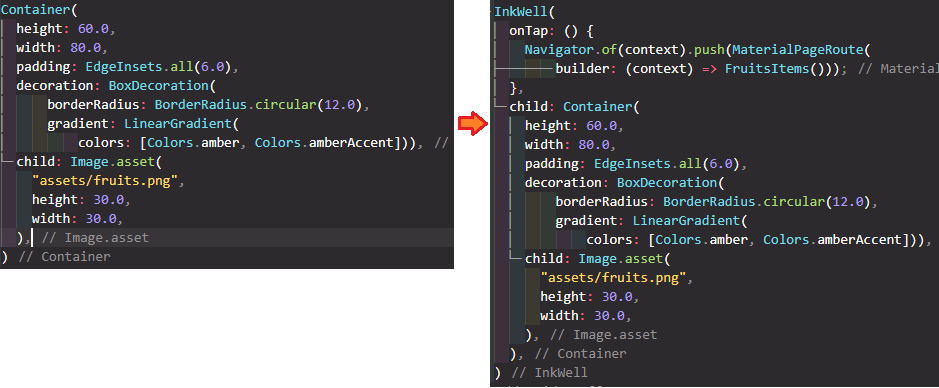 Container(
height: 60.0,
width: 80.0,
padding: EdgeInsets.all(6.0),
decoration: BoxDecoration(
borderRadius: BorderRadius.circular(12.0),
gradient: LinearGradient(
colors: [Colors.amber, Colors.amberAccent])), //
child: Image.asset(
"assets/fruits.png",
height: 30.0,
width: 30.0,
), // Image.asset
) // Container
InkWell(
onTap: () {
Navigator.of(context).push(MaterialPageRoute(
builder: (context) => FruitsItems())); // Material
},
child: Container(
height: 60.0,
width: 80.0,
padding: EdgeInsets.all(6.0),
decoration: BoxDecoration(
borderRadius: BorderRadius.circular(12.0),
gradient: LinearGradient(
colors: [Colors.amber, Colors.amberAccent])),
child: Image.asset(
"assets/fruits.png",
height: 30.0,
width: 30.0,
), // Image.asset
), // Container
) // InkWell